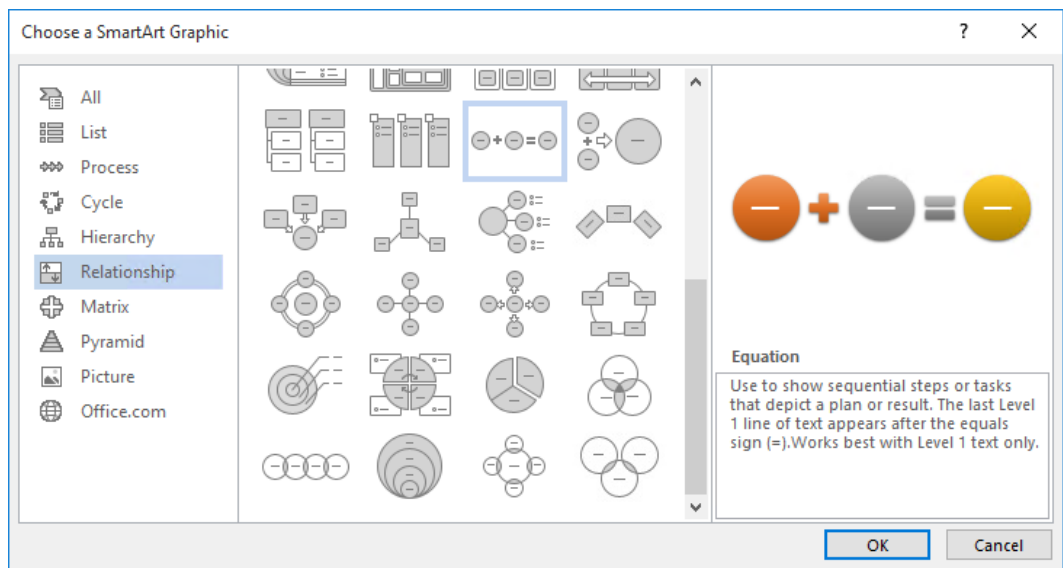 Choose a SmartArt Graphic
?
All
List
Process
Cycle
Hierarchy
Relationship
Matrix
Pyramid
Picture
Office.com
Equation
Use to show sequential steps or tasks
that depict a plan or result. The last Level
1 line of text appears after the equals
sign (=).Works best with Level 1 text only.
OK
Cancel